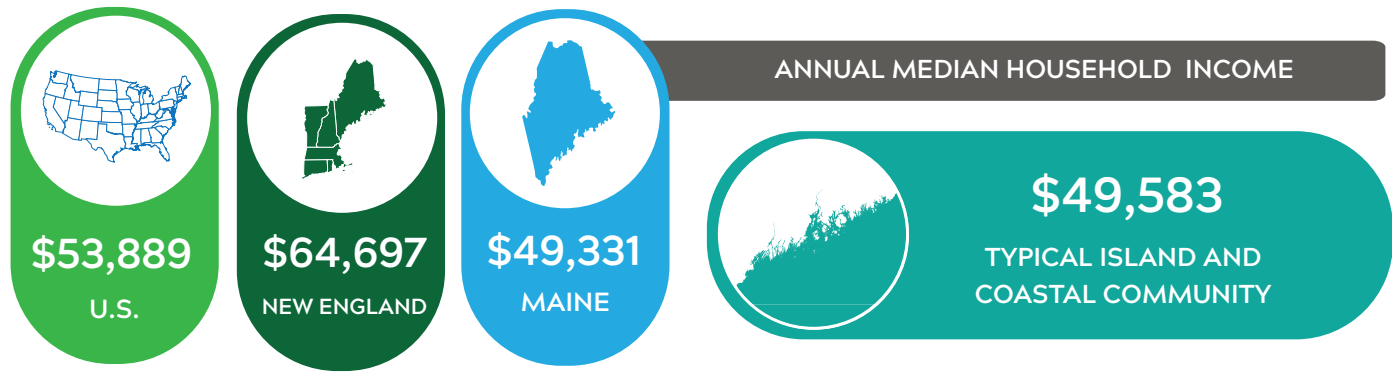 ANNUAL MEDIAN HOUSEHOLD INCOME
$53,889
U.S.
$64,697
NEW ENGLAND
$49,331
MAINE
$49,583
TYPICAL ISLAND AND
COASTAL COMMUNITY